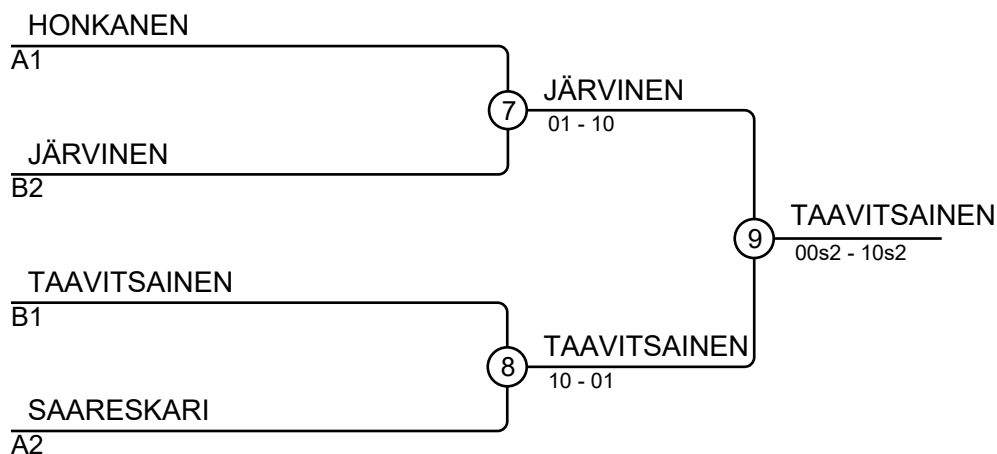 HONKANEN
A1
7
JÄRVINEN
01 - 10
JÄRVINEN
B2
9
TAAVITSAINEN
00s2 - 10s2
TAAVITSAINEN
B1
8
TAAVITSAINEN
10 - 01
SAARESKARI
A2